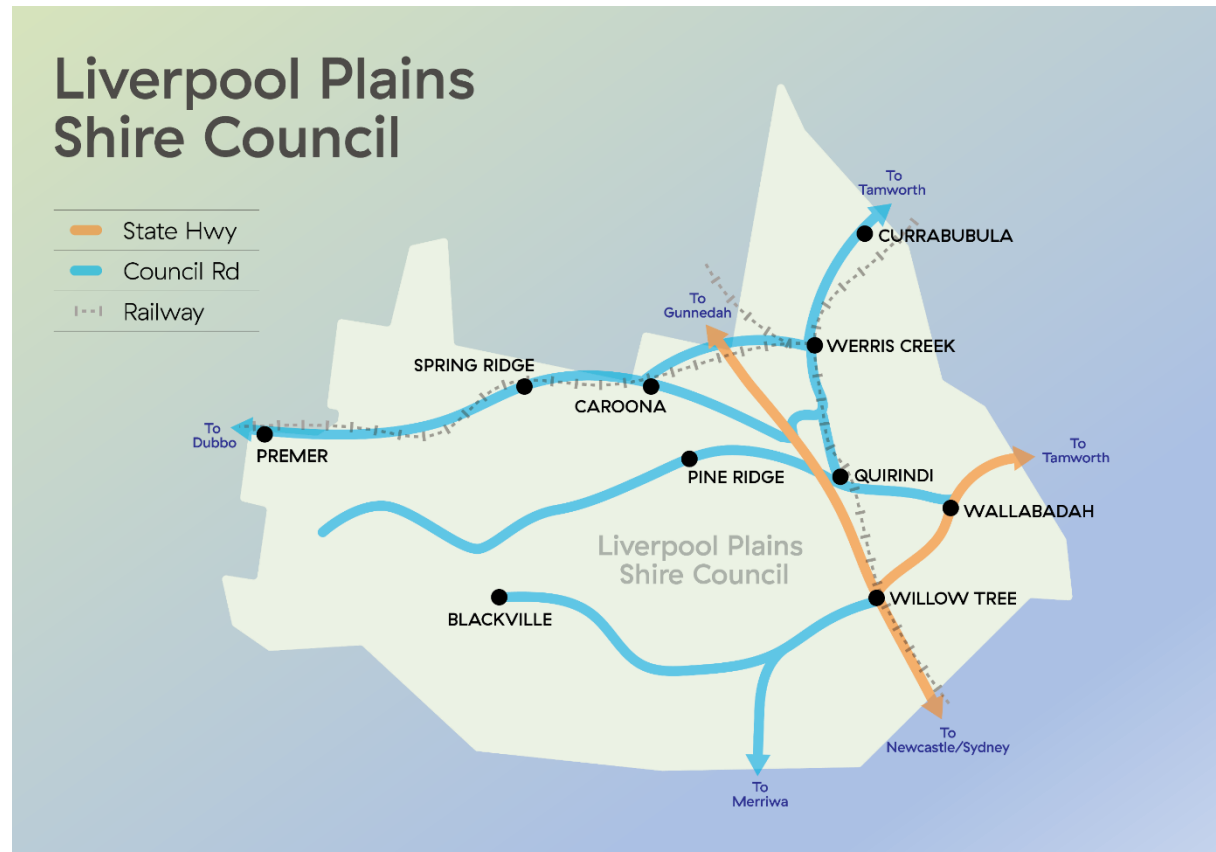 Liverpool Plains
Shire Council
State Hwy
Council Rd
Railway
To
Tamworth
CURRABUBULA
To
Gunnedah
WERRIS CREEK
SPRING RIDGE
CAROONA
To
Dubbo
PREMER
To
Tamworth
PINE RIDGE
QUIRINDI
WALLABADAH
Liverpool Plains
Shire Council
WILLOW TREE
BLACKVILLE
To
Newcastle/Sydney
To
Merriwa